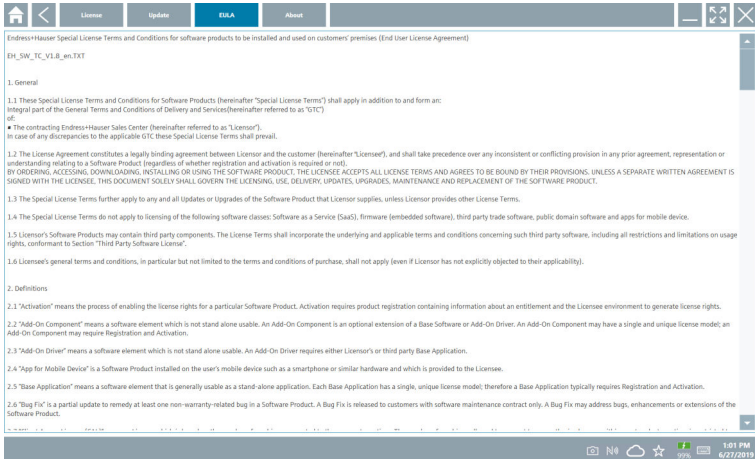 License
Update
EULA
About
Endress+Hauser Special License Terms and Conditions for software products to be installed and used on customers' premises (End User License Agreement)
EH_SW_TC_V1.8_en.TXT
1. General
1.1 These Special License Terms and Conditions for Software Products (hereinafter "Special License Terms") shall apply in addition to and form an:
Integral part of the General Terms and Conditions of Delivery and Services(hereinafter referred to as "GTC")
of:
▪ The contracting Endress+Hauser Sales Center (hereinafter referred to as "Licensor").
In case of any discrepancies to the applicable GTC these Special License Terms shall prevail.
1.2 The License Agreement constitutes a legally binding agreement between Licensor and the customer (hereinafter "Licensee"), and shall take precedence over any inconsistent or conflicting provision in any prior agreement, representation or
understanding relating to a Software Product (regardless of whether registration and activation is required or not).
BY ORDERING, ACCESSING, DOWNLOADING, INSTALLING OR USING THE SOFTWARE PRODUCT, THE LICENSEE ACCEPTS ALL LICENSE TERMS AND AGREES TO BE BOUND BY THEIR PROVISIONS. UNLESS A SEPARATE WRITTEN AGREEMENT IS
SIGNED WITH THE LICENSEE, THIS DOCUMENT SOLELY SHALL GOVERN THE LICENSING, USE, DELIVERY, UPDATES, UPGRADES, MAINTENANCE AND REPLACEMENT OF THE SOFTWARE PRODUCT.
1.3 The Special License Terms further apply to any and all Updates or Upgrades of the Software Product that Licensor supplies, unless Licensor provides other License Terms.
1.4 The Special License Terms do not apply to licensing of the following software classes: Software as a Service (SaaS), firmware (embedded software), third party trade software, public domain software and apps for mobile device.
1.5 Licensor's Software Products may contain third party components. The License Terms shall incorporate the underlying and applicable terms and conditions concerning such third party software, including all restrictions and limitations on usage
rights, conformant to Section "Third Party Software License".
1.6 Licensee's general terms and conditions, in particular but not limited to the terms and conditions of purchase, shall not apply (even if Licensor has not explicitly objected to their applicability).
2. Definitions
2.1 "Activation" means the process of enabling the license rights for a particular Software Product. Activation requires product registration containing information about an entitlement and the Licensee environment to generate license rights.
2.2 "Add-On Component" means a software element which is not stand alone usable. An Add-On Component is an optional extension of a Base Software or Add-On Driver. An Add-On Component may have a single and unique license model; an
Add-On Component may require Registration and Activation.
2.3 "Add-On Driver" means a software element which is not stand alone usable. An Add-On Driver requires either Licensor's or third party Base Application.
2.4 "App for Mobile Device" is a Software Product installed on the user's mobile device such as a smartphone or similar hardware and which is provided to the Licensee.
2.5 "Base Application" means a software element that is generally usable as a stand-alone application. Each Base Application has a single, unique license model; therefore a Base Application typically requires Registration and Activation.
2.6 "Bug Fix" is a partial update to remedy at least one non-warranty-related bug in a Software Product. A Bug Fix is released to customers with software maintenance contract only. A Bug Fix may address bugs, enhancements or extensions of the
Software Product.
99%
1:01 PM
6/27/2019